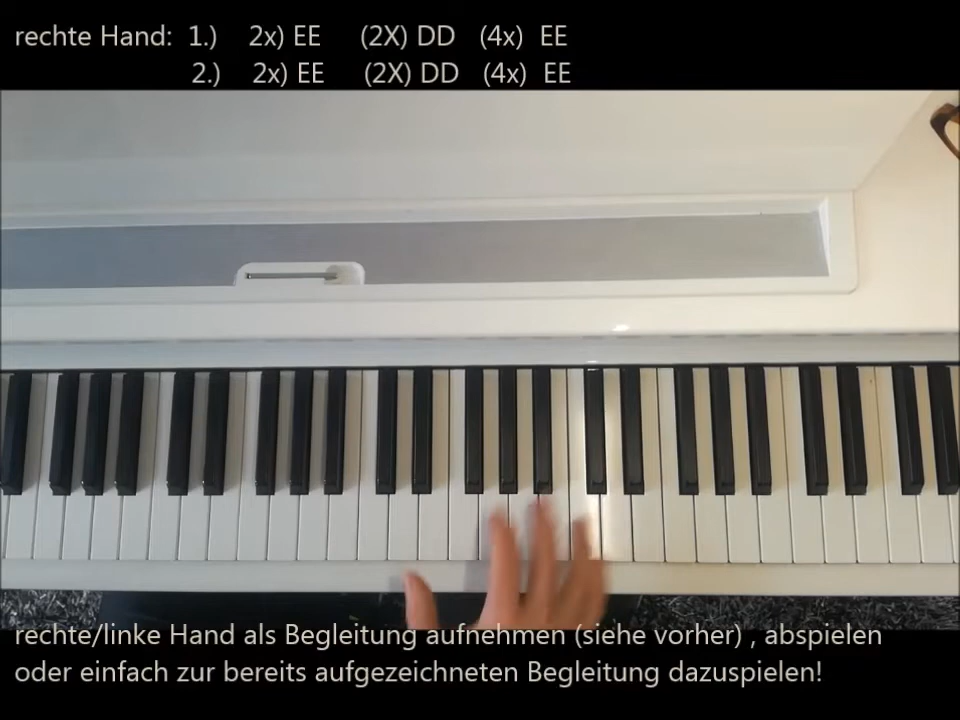 rechte Hand: 1.) 2x) EE (2X) DD (4x) EE
2.) 2x) EE (2X) DD (4x) EE
rechte/linke Hand als Begleitung aufnehmen (siehe vorher) , abspielen
oder einfach zur bereits aufgezeichneten Begleitung dazuspielen!